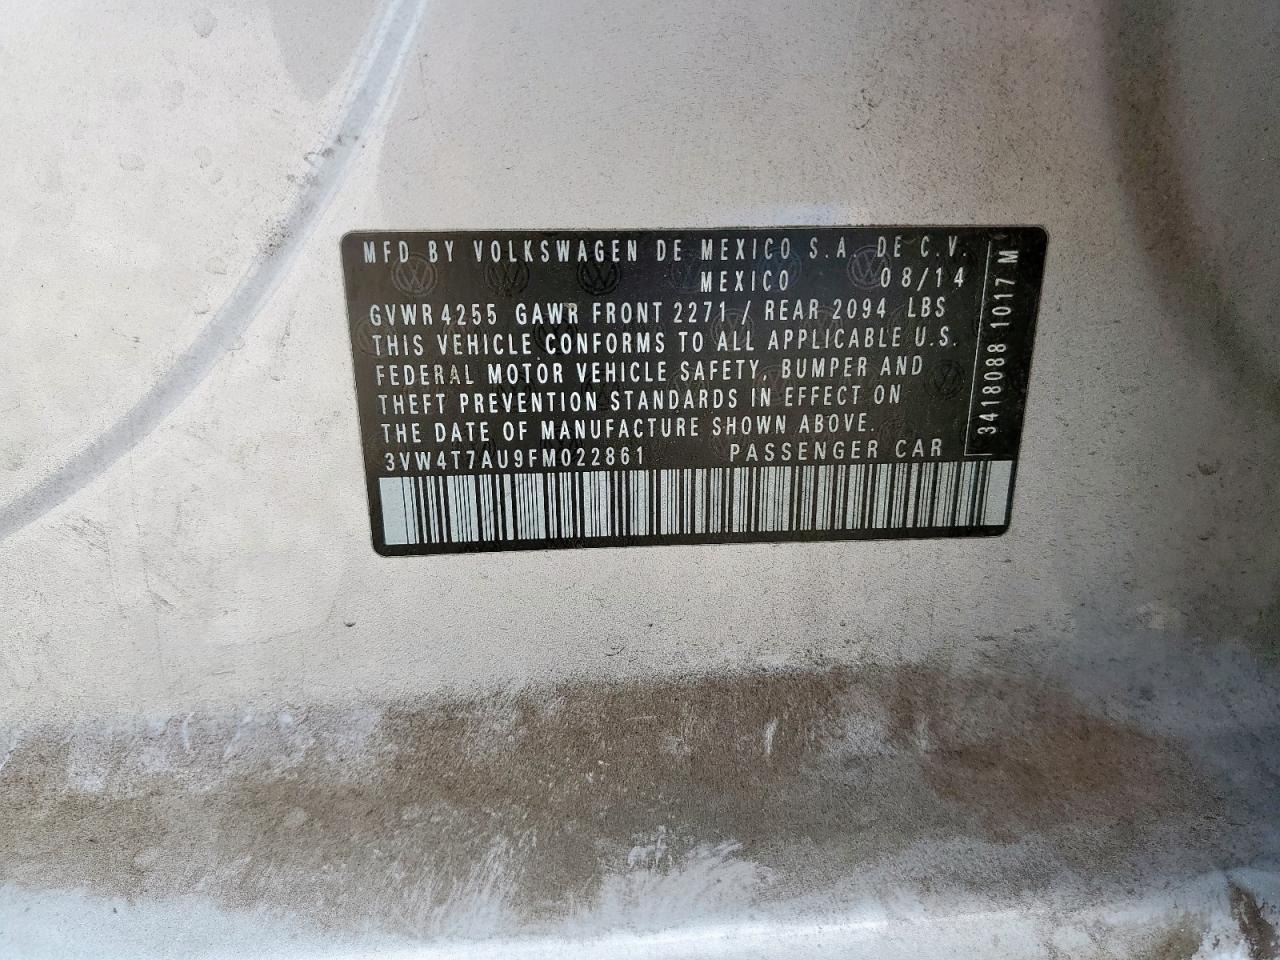 MFD BY VOLKSWAGEN DE MEXICO S.A. DE C.V.
MEXICO 08/14
GVWR 4255 GAWR FRONT 2271 / REAR 2094 LBS
THIS VEHICLE CONFORMS TO ALL APPLICABLE U.S.
FEDERAL MOTOR VEHICLE SAFETY, BUMPER AND
THEFT PREVENTION STANDARDS IN EFFECT ON
THE DATE OF MANUFACTURE SHOWN ABOVE.
3VW4T7AU9FM022861 PASSENGER CAR
3418088 1017 M